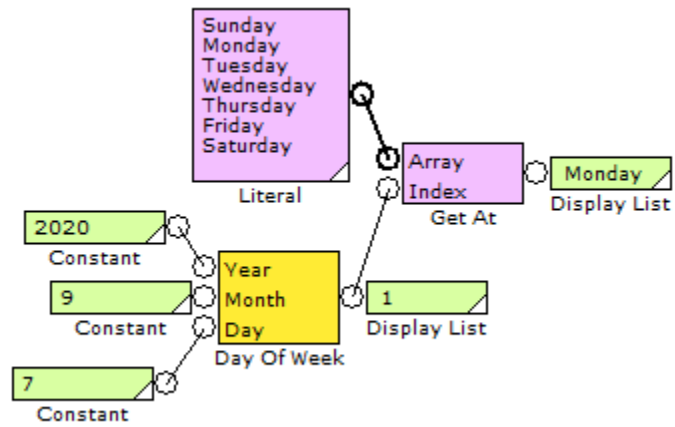 Sunday
Monday
Tuesday
Wednesday
Thursday
Friday
Saturday
Literal
Array
Index
Get At
Monday
Display List
2020
Constant
9
Constant
7
Constant
Year
Month
Day
Day Of Week
1
Display List